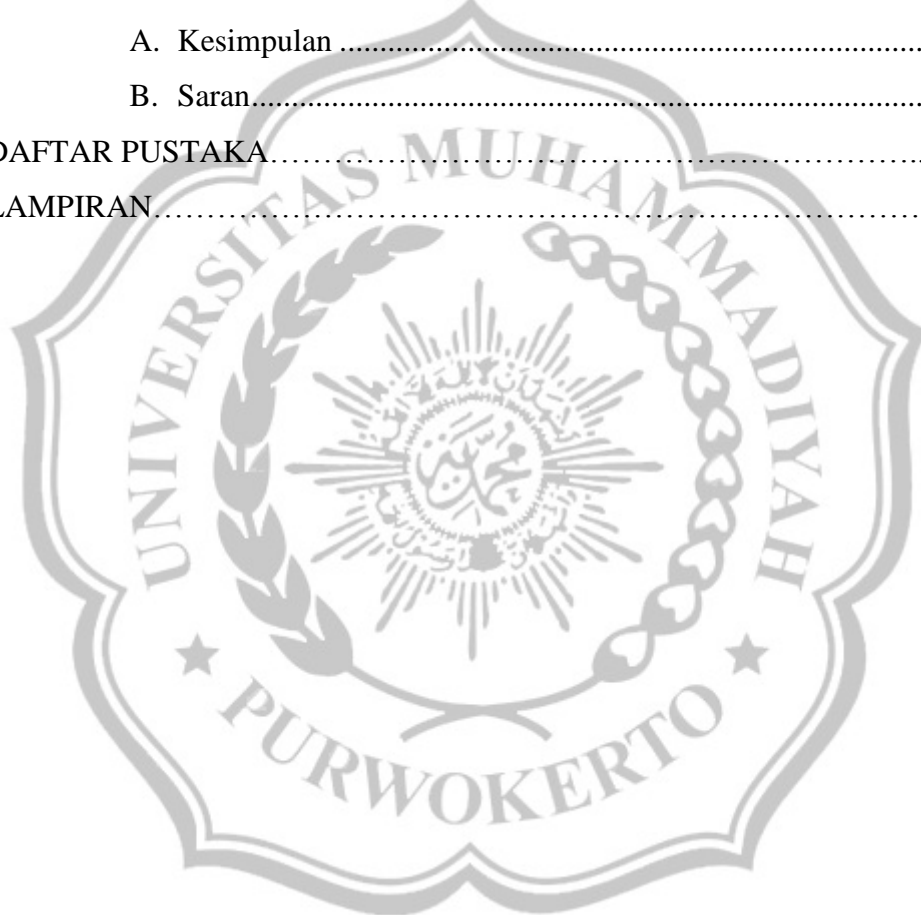 A. Kesimpulan ........................................................................
B. Saran...................................................................................
DAFTAR PUSTAKA……………………………………………………………..
LAMPIRAN……………………………………………………………………
UNIVERSITAS MUHAMMADIYAH
PURWOKERTO